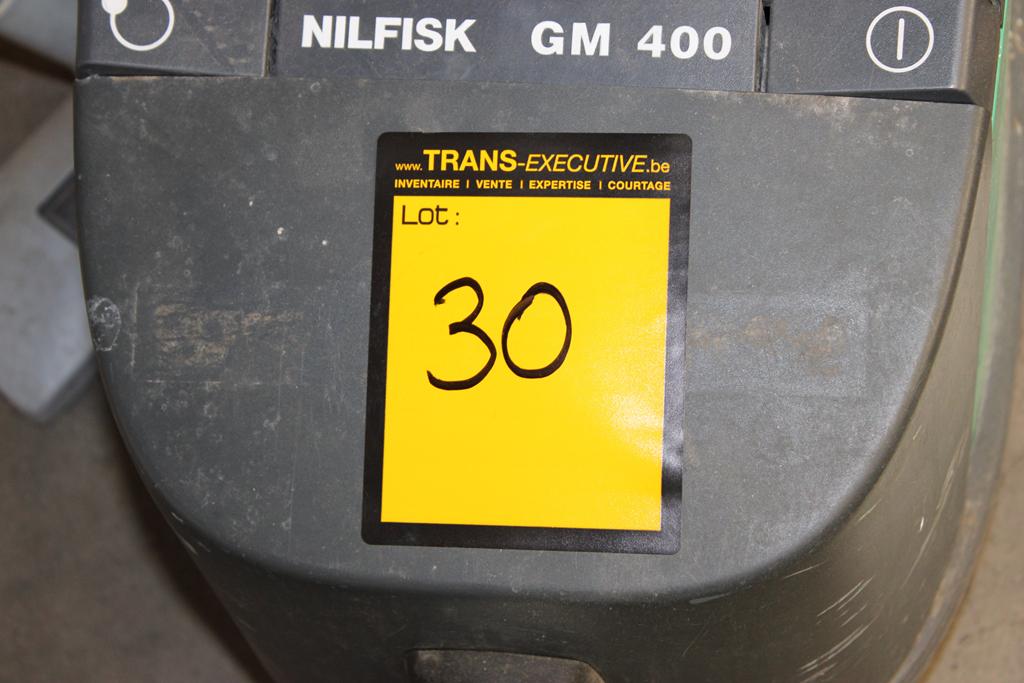 NILFISK GM 400
www.TRANS-EXECUTIVE.be
INVENTAIRE I VENTE I EXPERTISE I COURTAGE
Lot :
30